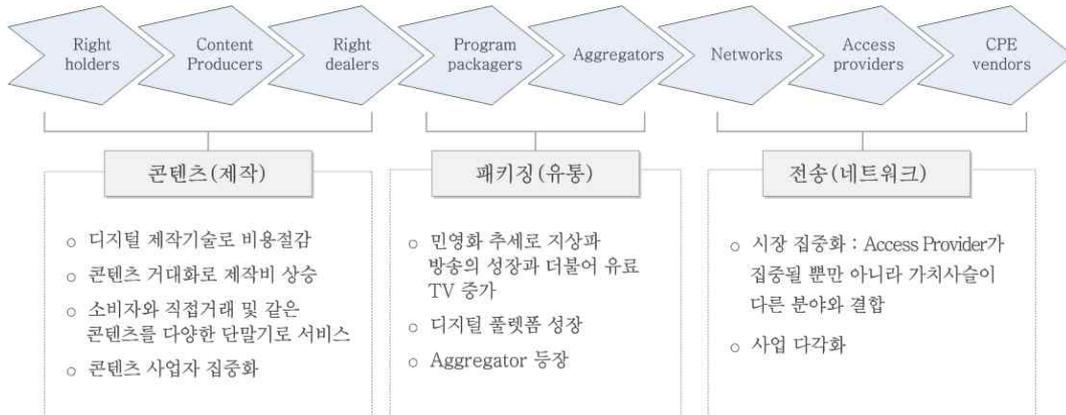 Right
holders
Content
Producers
Right
dealers
Program
packagers
Aggregators
Networks
Access
providers
CPE
vendors
콘텐츠(제작)
○ 디지털 제작기술로 비용절감
○ 콘텐츠 거대화로 제작비 상승
○ 소비자와 직접거래 및 같은
콘텐츠를 다양한 단말기로 서비스
○ 콘텐츠 사업자 집중화
패키징(유통)
○ 민영화 추세로 지상파
방송의 성장과 더불어 유료
TV 증가
○ 디지털 풀렛폼 성장
○ Aggregator 등장
전송(네트워크)
○ 시장 집중화 : Access Provider가
집중될 뿐만 아니라 가치사슬이
다른 분야와 결합
○ 사업 다각화